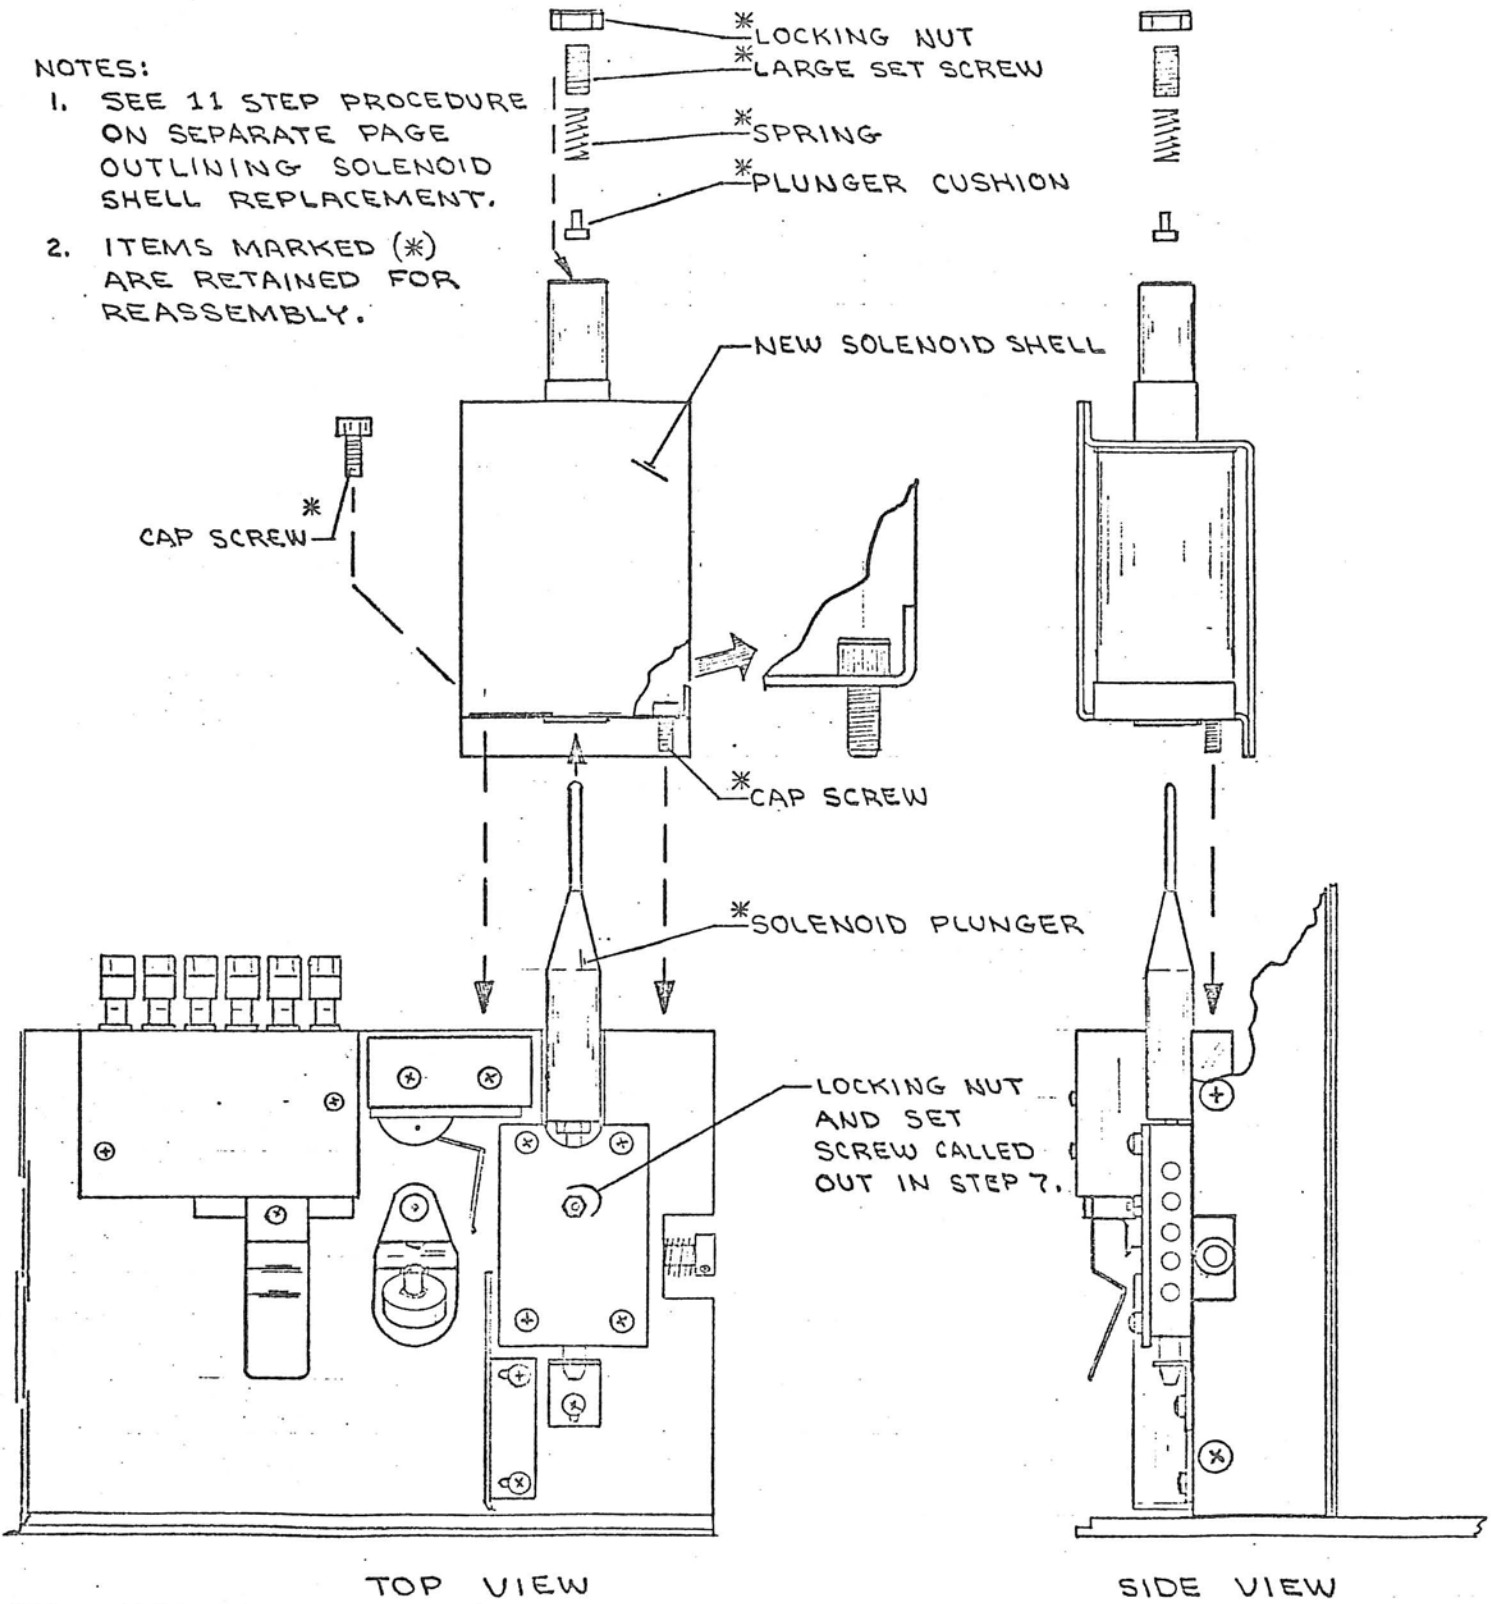 NOTES:
1. SEE 11 STEP PROCEDURE
ON SEPARATE PAGE
OUTLINING SOLENOID
SHELL REPLACEMENT.
2. ITEMS MARKED (*)
ARE RETAINED FOR
REASSEMBLY.
*LOCKING NUT
*LARGE SET SCREW
*SPRING
*PLUNGER CUSHION
NEW SOLENOID SHELL
*
CAP SCREW
*CAP SCREW
*SOLENOID PLUNGER
LOCKING NUT
AND SET
SCREW CALLED
OUT IN STEP 7.
TOP VIEW
SIDE VIEW